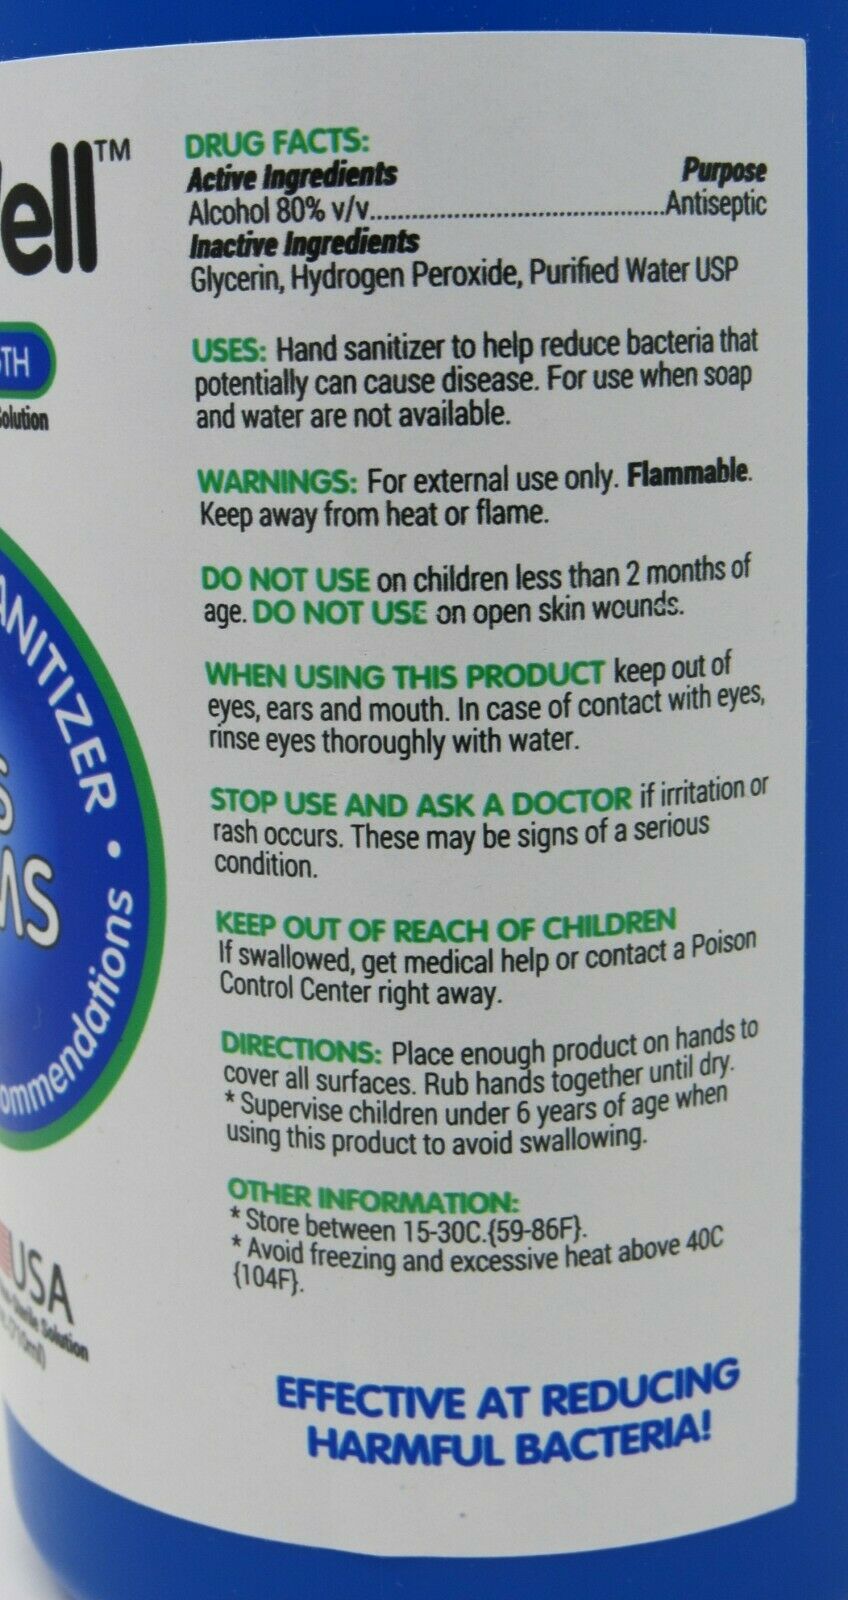 ell™
TH
Solution
ANITIZER •
S
MS
ommendations
USA
Solution
DRUG FACTS:
Active Ingredients Purpose
Alcohol 80% v/v..........................................Antiseptic
Inactive Ingredients
Glycerin, Hydrogen Peroxide, Purified Water USP
USES: Hand sanitizer to help reduce bacteria that
potentially can cause disease. For use when soap
and water are not available.
WARNINGS: For external use only. Flammable.
Keep away from heat or flame.
DO NOT USE on children less than 2 months of
age. DO NOT USE on open skin wounds.
WHEN USING THIS PRODUCT keep out of
eyes, ears and mouth. In case of contact with eyes,
rinse eyes thoroughly with water.
STOP USE AND ASK A DOCTOR if irritation or
rash occurs. These may be signs of a serious
condition.
KEEP OUT OF REACH OF CHILDREN
If swallowed, get medical help or contact a Poison
Control Center right away.
DIRECTIONS: Place enough product on hands to
cover all surfaces. Rub hands together until dry.
* Supervise children under 6 years of age when
using this product to avoid swallowing.
OTHER INFORMATION:
* Store between 15-30C.{59-86F}.
* Avoid freezing and excessive heat above 40C
{104F}.
EFFECTIVE AT REDUCING
HARMFUL BACTERIA!